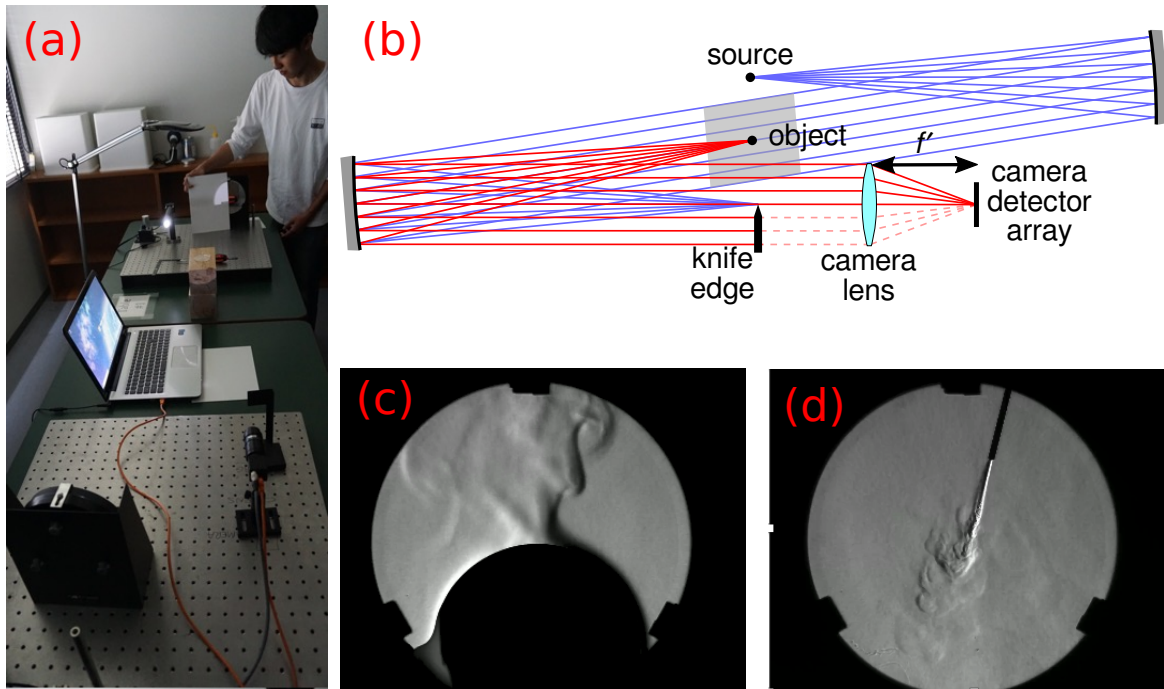 (a)
(b)
source
object
f'
camera
detector
array
knife
edge
camera
lens
(c)
(d)